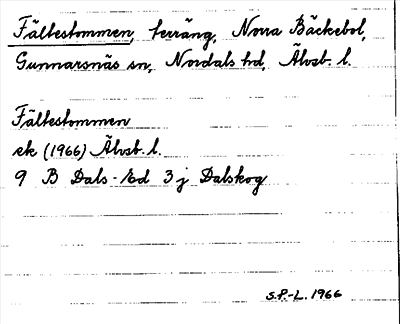 Fältestommen, terräng, Norra Bäckebol,
Gunnarsnäs sn, Nordals hd, Älvsb. l.
Fältestommen
ek (1966) Älvsb. l.
9 B Dals-Ed 3 j Dalskog
S.P.-L. 1966